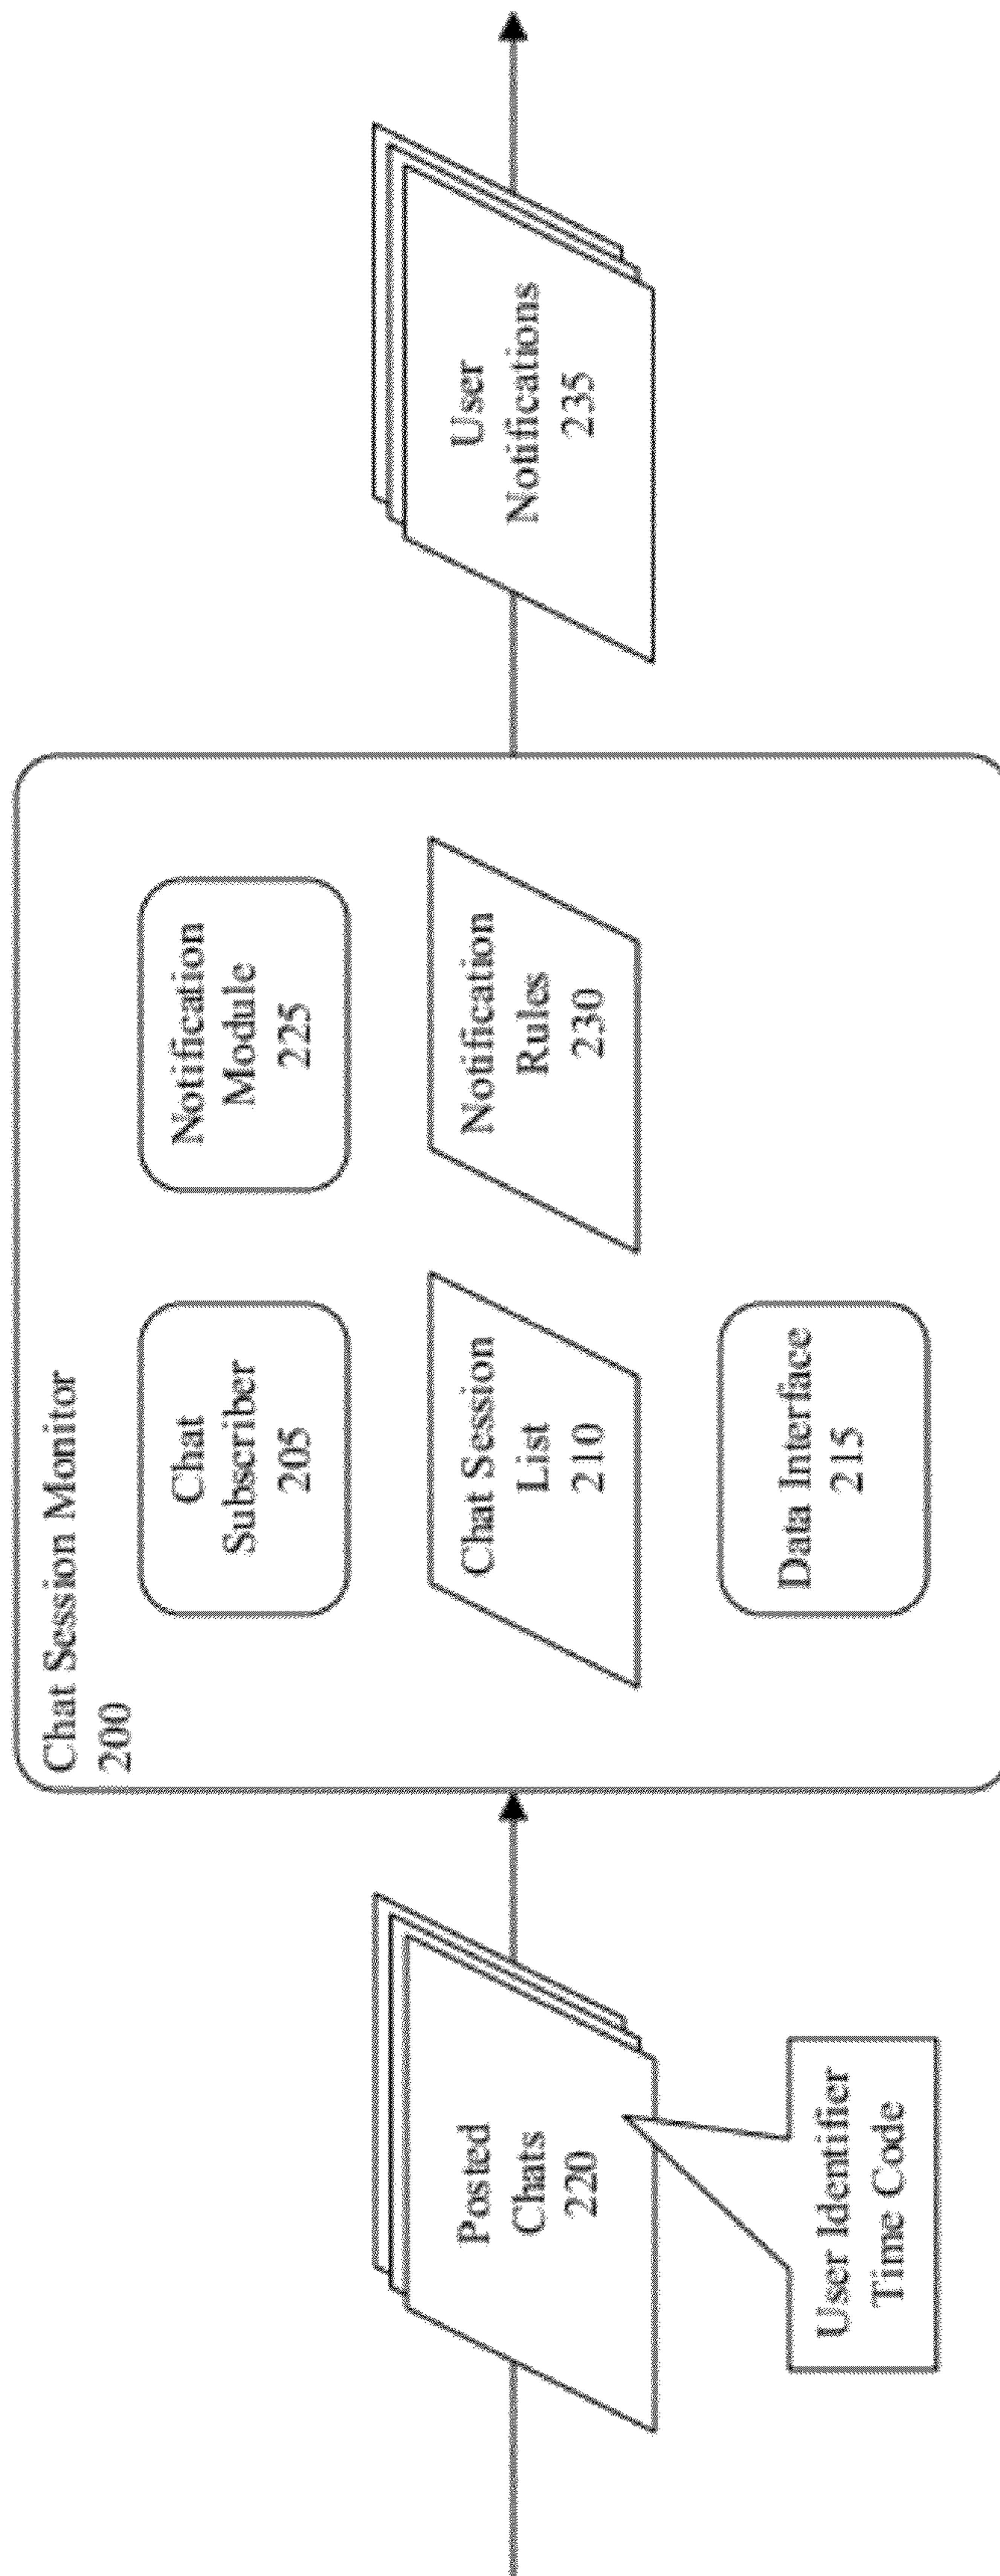 Chat Session Monitor
200
Posted
Chats
220
User Identifier
Time Code
Chat
Subscriber
205
Chat Session
List
210
Data Interface
215
Notification
Module
225
Notification
Rules
230
User
Notifications
235